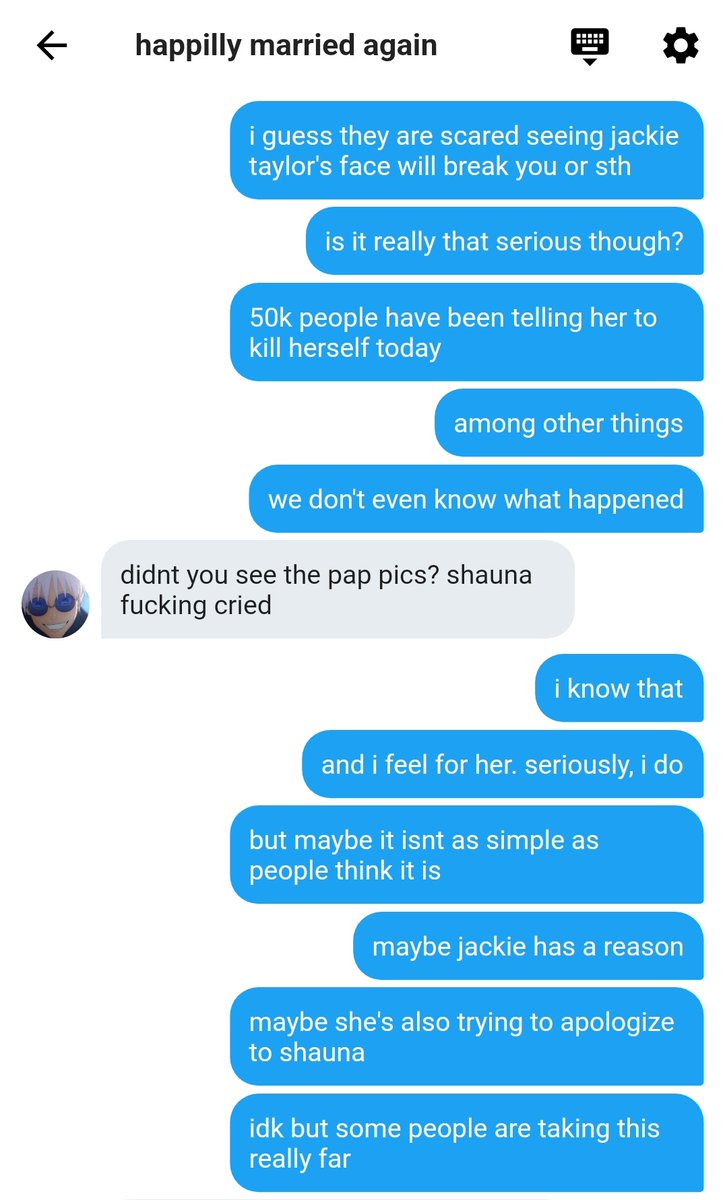 happilly married again
i guess they are scared seeing jackie
taylor's face will break you or sth
is it really that serious though?
50k people have been telling her to
kill herself today
among other things
we don't even know what happened
didnt you see the pap pics? shauna
fucking cried
i know that
and i feel for her. seriously, i do
but maybe it isnt as simple as
people think it is
maybe jackie has a reason
maybe she's also trying to apologize
to shauna
idk but some people are taking this
really far